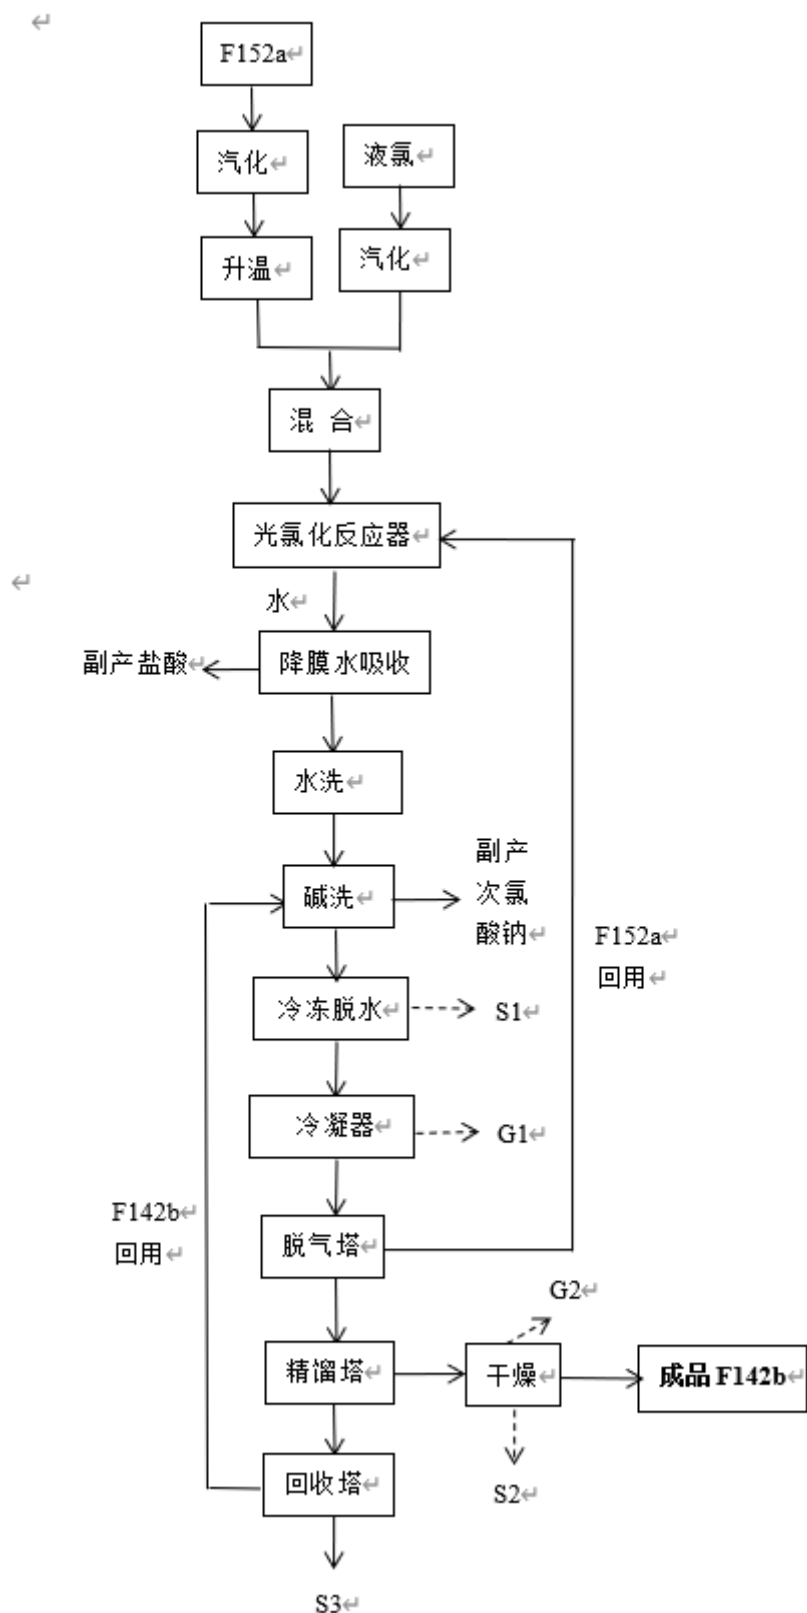 F152a
汽化
液氯
升温
汽化
混 合
光氯化反应器
水
副产盐酸
降膜水吸收
水洗
碱洗
副产
次氯
酸钠
F152a
回用
冷冻脱水
S1
冷凝器
G1
F142b
回用
脱气塔
G2
精馏塔
干燥
成品 F142b
回收塔
S2
S3